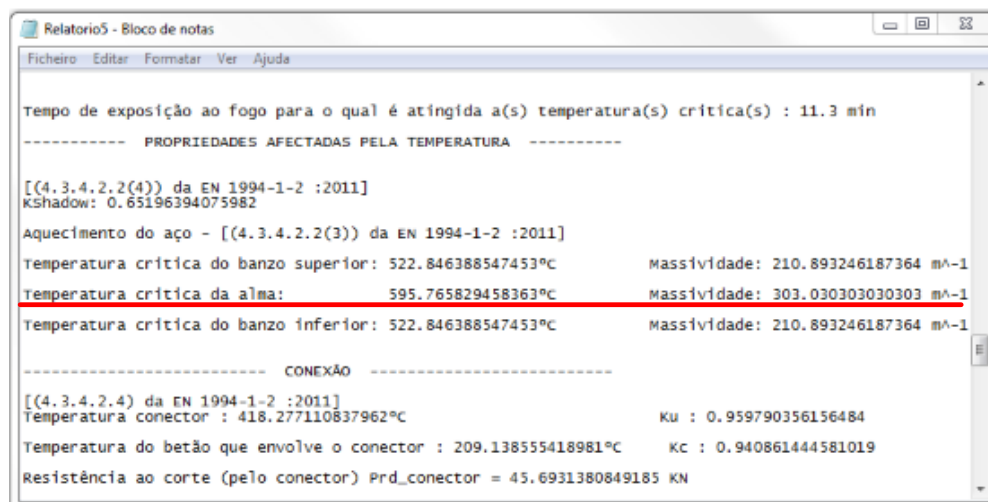 Relatorio5 - Bloco de notas
Ficheiro Editar Formatar Ver Ajuda
Tempo de exposição ao fogo para o qual é atingida a(s) temperatura(s) critica(s) : 11.3 min
----------- PROPRIEDADES AFECTADAS PELA TEMPERATURA ----------
[(4.3.4.2.2(4)) da EN 1994-1-2 :2011]
KShadow: 0.65196394075982
Aquecimento do aço - [(4.3.4.2.2(3)) da EN 1994-1-2 :2011]
Temperatura critica do banzo superior: 522.846388547453ºC Massividade: 210.893246187364 m^-1
Temperatura critica da alma: 595.765829458363ºC Massividade: 303.030303030303 m^-1
Temperatura critica do banzo inferior: 522.846388547453ºC Massividade: 210.893246187364 m^-1
-------------------------- CONEXÃO --------------------------
[(4.3.4.2.4) da EN 1994-1-2 :2011]
Temperatura conector : 418.277110837962ºC Ku : 0.959790356156484
Temperatura do betão que envolve o conector : 209.138555418981ºC Kc : 0.940861444581019
Resistência ao corte (pelo conector) Prd_conector = 45.6931380849185 KN